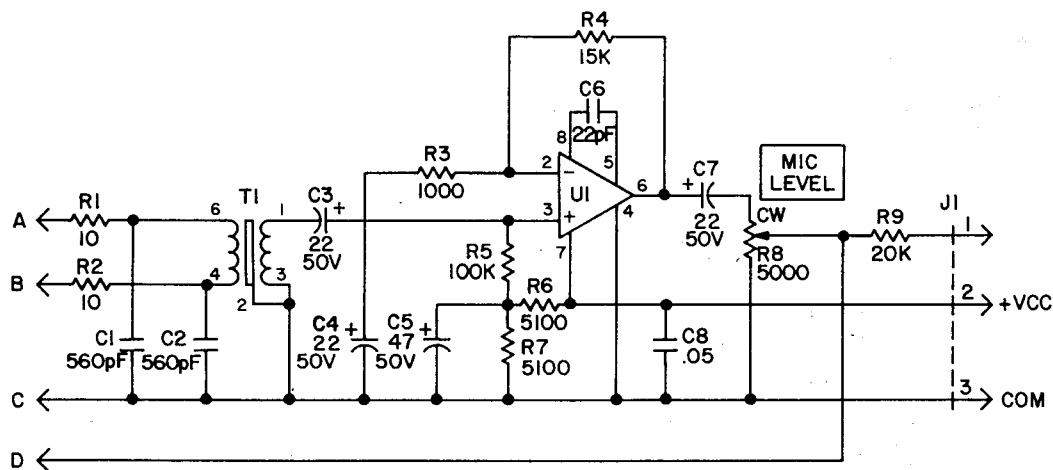 R4
15K
C6
22pF
8
5
R3
1000
2
−
U1
3
+
6
4
7
C7
+
22
50V
MIC
LEVEL
CW
R8
5000
R9
20K
J1
1
A
R1
10
6
T1
1
C3
+
22
50V
B
R2
10
4
3
2
R5
100K
R6
5100
2
+VCC
C1
560pF
C2
560pF
C4
+
22
50V
C5
+
47
50V
R7
5100
C8
.05
C
3
COM
D